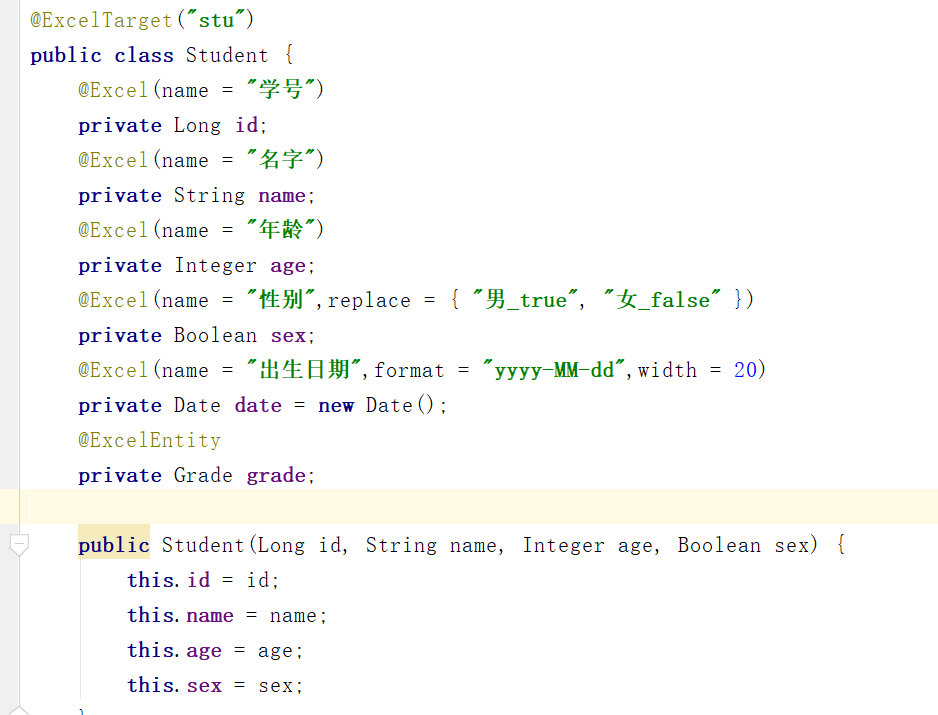 @ExcelTarget("stu")
public class Student {
@Excel(name = "学号")
private Long id;
@Excel(name = "名字")
private String name;
@Excel(name = "年龄")
private Integer age;
@Excel(name = "性别",replace = { "男_true", "女_false" })
private Boolean sex;
@Excel(name = "出生日期",format = "yyyy-MM-dd",width = 20)
private Date date = new Date();
@ExcelEntity
private Grade grade;
public Student(Long id, String name, Integer age, Boolean sex) {
this.id = id;
this.name = name;
this.age = age;
this.sex = sex;
}